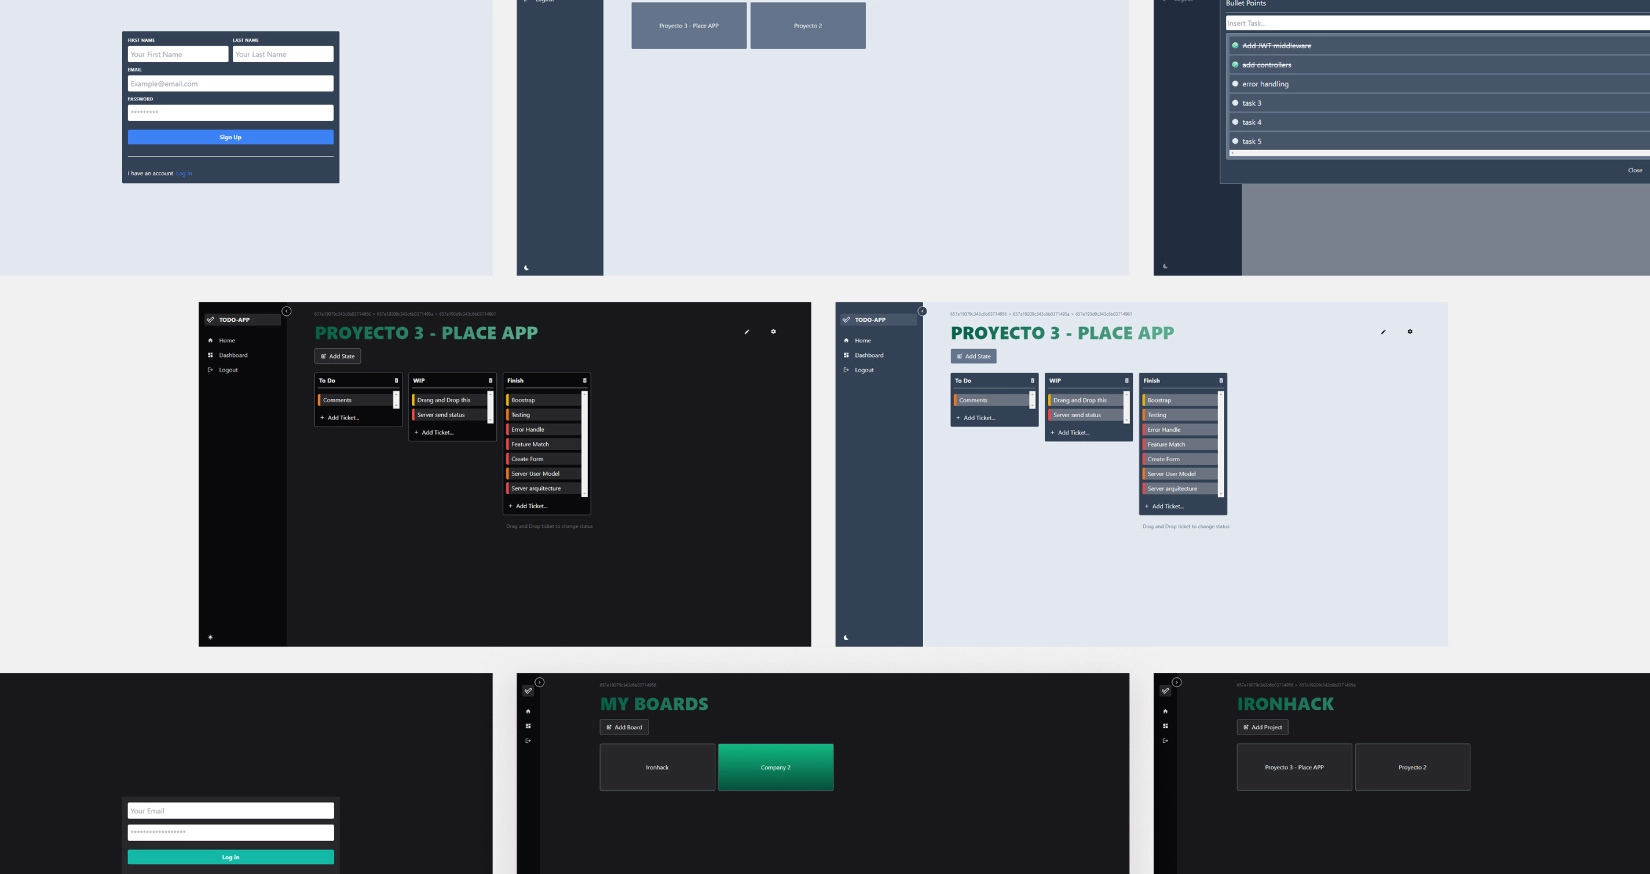 FIRST NAME
LAST NAME
Your First Name
Your Last Name
EMAIL
Example@email.com
PASSWORD
*********
Sign Up
I have an account Log in
Proyecto 3 - Place APP
Proyecto 2
Bullet Points
Insert Task...
Add JWT middleware
add controllers
error handling
task 3
task 4
task 5
Close
TODO-APP
Home
Dashboard
Logout
PROYECTO 3 - PLACE APP
Add State
To Do
Comments
+ Add Ticket...
WIP
Drang and Drop this
Server send status
+ Add Ticket...
Finish
Boostrap
Testing
Error Handle
Feature Match
Create Form
Server User Model
Server arquitecture
+ Add Ticket...
Drag and Drop ticket to change status
TODO-APP
Home
Dashboard
Logout
PROYECTO 3 - PLACE APP
Add State
To Do
Comments
+ Add Ticket...
WIP
Drang and Drop this
Server send status
+ Add Ticket...
Finish
Boostrap
Testing
Error Handle
Feature Match
Create Form
Server User Model
Server arquitecture
+ Add Ticket...
Drag and Drop ticket to change status
Your Email
******************
Log in
MY BOARDS
Add Board
Ironhack
Company 2
IRONHACK
Add Project
Proyecto 3 - Place APP
Proyecto 2